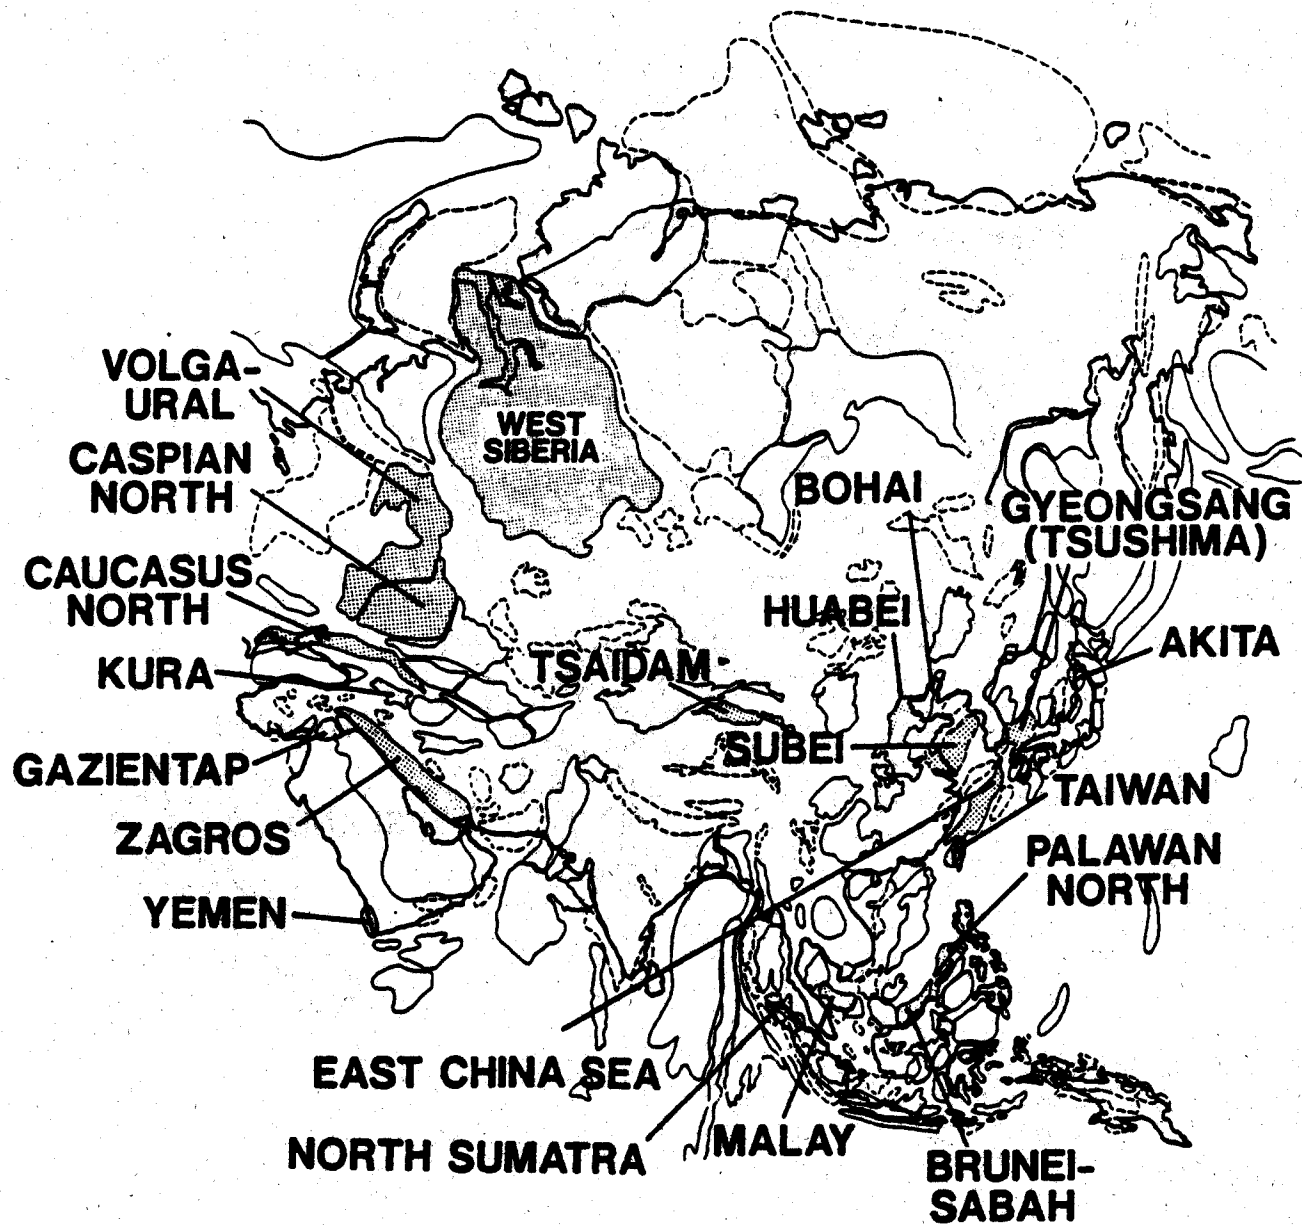 VOLGA-
URAL
CASPIAN
NORTH
CAUCASUS
NORTH
KURA
GAZIENTAP
ZAGROS
YEMEN
WEST
SIBERIA
TSAIDAM
BOHAI
HUABEI
SUBEI
GYEONGSANG
(TSUSHIMA)
AKITA
TAIWAN
PALAWAN
NORTH
EAST CHINA SEA
NORTH SUMATRA
MALAY
BRUNEI-
SABAH